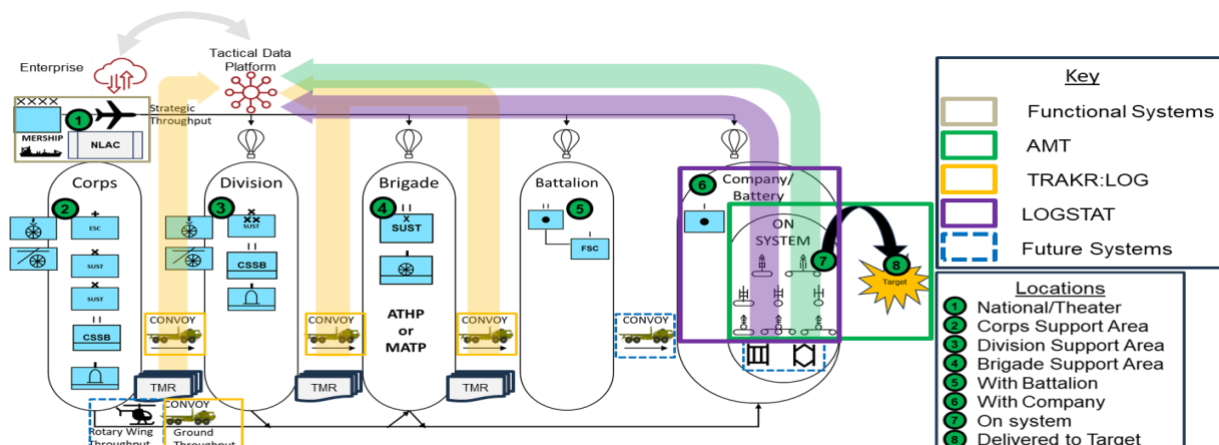 Tactical Data
Platform
Enterprise
XXXX
1
Strategic
Throughput
MERSHIP
NLAC
Corps
Division
Brigade
Battalion
Company/
Battery
2
ESC
X
SUST
X
SUST
CSSB
3
X
XX
SUST
CSSB
4
X
SUST
ATHP
or
MATP
5
FSC
6
ON
SYSTEM
7
8
Target
CONVOY
CONVOY
CONVOY
CONVOY
TMR
TMR
TMR
CONVOY
Rotary Wing
Throughput
Ground
Throughput
Key
Functional Systems
AMT
TRAKR:LOG
LOGSTAT
Future Systems
Locations
1 National/Theater
2 Corps Support Area
3 Division Support Area
4 Brigade Support Area
5 With Battalion
6 With Company
7 On system
8 Delivered to Target